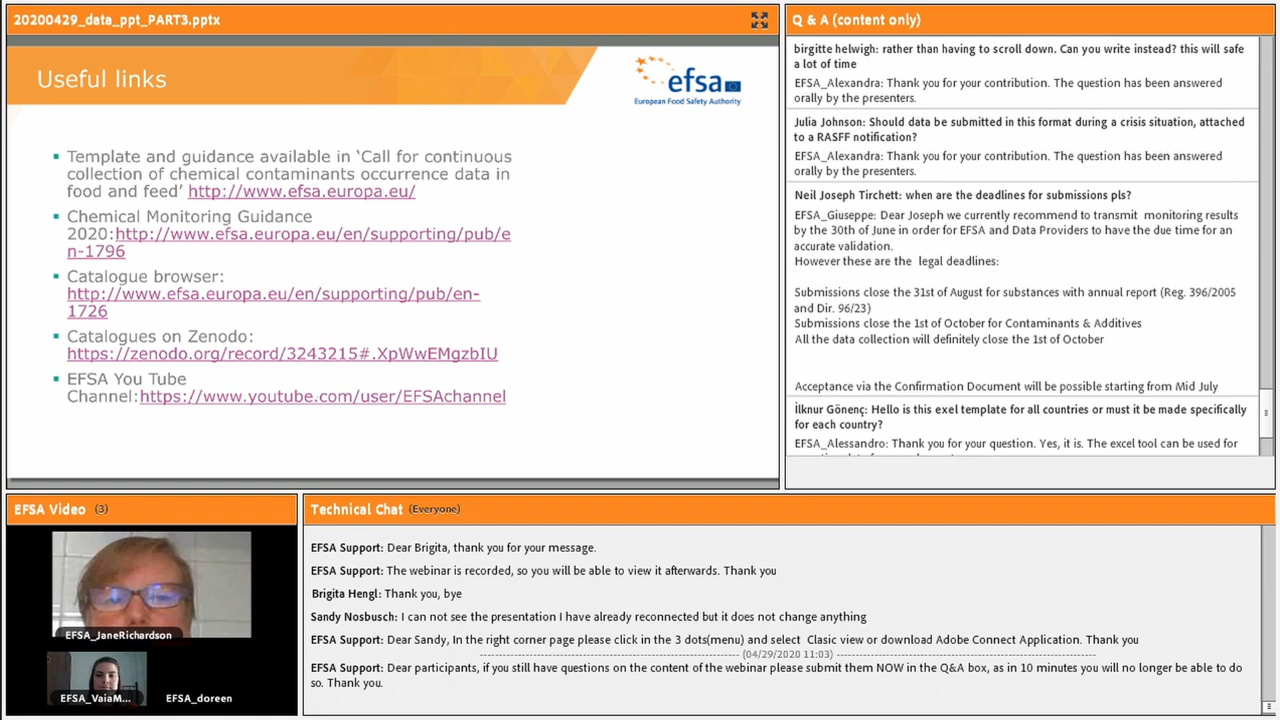 20200429_data_ppt_PART3.pptx
Useful links
efsa
European Food Safety Authority
Template and guidance available in ‘Call for continuous
collection of chemical contaminants occurrence data in
food and feed’ http://www.efsa.europa.eu/
Chemical Monitoring Guidance
2020:http://www.efsa.europa.eu/en/supporting/pub/e
n-1796
Catalogue browser:
http://www.efsa.europa.eu/en/supporting/pub/en-
1726
Catalogues on Zenodo:
https://zenodo.org/record/3243215#.XpWwEMgzbIU
EFSA You Tube
Channel:https://www.youtube.com/user/EFSAchannel
Q & A (content only)
birgitte helwigh: rather than having to scroll down. Can you write instead? this will safe
a lot of time
EFSA_Alexandra: Thank you for your contribution. The question has been answered
orally by the presenters.
Julia Johnson: Should data be submitted in this format during a crisis situation, attached
to a RASFF notification?
EFSA_Alexandra: Thank you for your contribution. The question has been answered
orally by the presenters.
Neil Joseph Tirchett: when are the deadlines for submissions pls?
EFSA_Giuseppe: Dear Joseph we currently recommend to transmit monitoring results
by the 30th of June in order for EFSA and Data Providers to have the due time for an
accurate validation.
However these are the legal deadlines:
Submissions close the 31st of August for substances with annual report (Reg. 396/2005
and Dir. 96/23)
Submissions close the 1st of October for Contaminants & Additives
All the data collection will definitely close the 1st of October
Acceptance via the Confirmation Document will be possible starting from Mid July
İlknur Gönenç: Hello is this exel template for all countries or must it be made specifically
for each country?
EFSA_Alessandro: Thank you for your question. Yes, it is. The excel tool can be used for
EFSA Video (3)
EFSA_JaneRichardson
EFSA_VaiaM...
EFSA_doreen
Technical Chat (Everyone)
EFSA Support: Dear Brigita, thank you for your message.
EFSA Support: The webinar is recorded, so you will be able to view it afterwards. Thank you
Brigita Hengl: Thank you, bye
Sandy Nosbusch: I can not see the presentation I have already reconnected but it does not change anything
EFSA Support: Dear Sandy, In the right corner page please click in the 3 dots(menu) and select Clasic view or download Adobe Connect Application. Thank you
(04/29/2020 11:03)
EFSA Support: Dear participants, if you still have questions on the content of the webinar please submit them NOW in the Q&A box, as in 10 minutes you will no longer be able to do
so. Thank you.